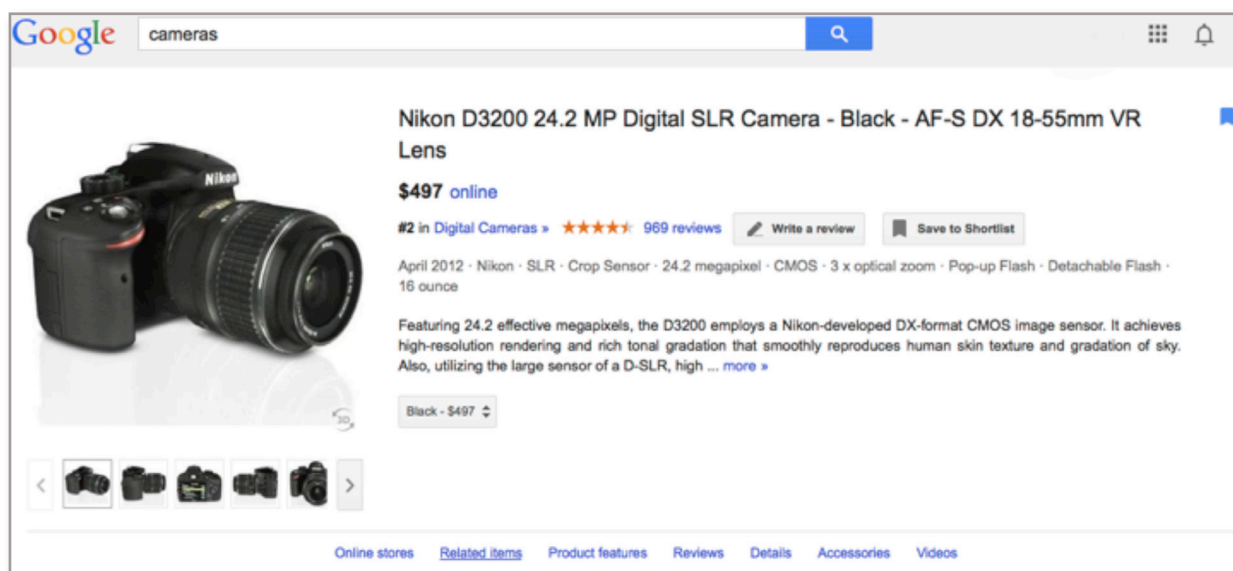 Google cameras
Nikon D3200 24.2 MP Digital SLR Camera - Black - AF-S DX 18-55mm VR
Lens
$497 online
#2 in Digital Cameras » 969 reviews Write a review Save to Shortlist
April 2012 · Nikon · SLR · Crop Sensor · 24.2 megapixel · CMOS · 3 x optical zoom · Pop-up Flash · Detachable Flash ·
16 ounce
Featuring 24.2 effective megapixels, the D3200 employs a Nikon-developed DX-format CMOS image sensor. It achieves
high-resolution rendering and rich tonal gradation that smoothly reproduces human skin texture and gradation of sky.
Also, utilizing the large sensor of a D-SLR, high ... more »
Black - $497
Nikon
3D
Online stores Related items Product features Reviews Details Accessories Videos